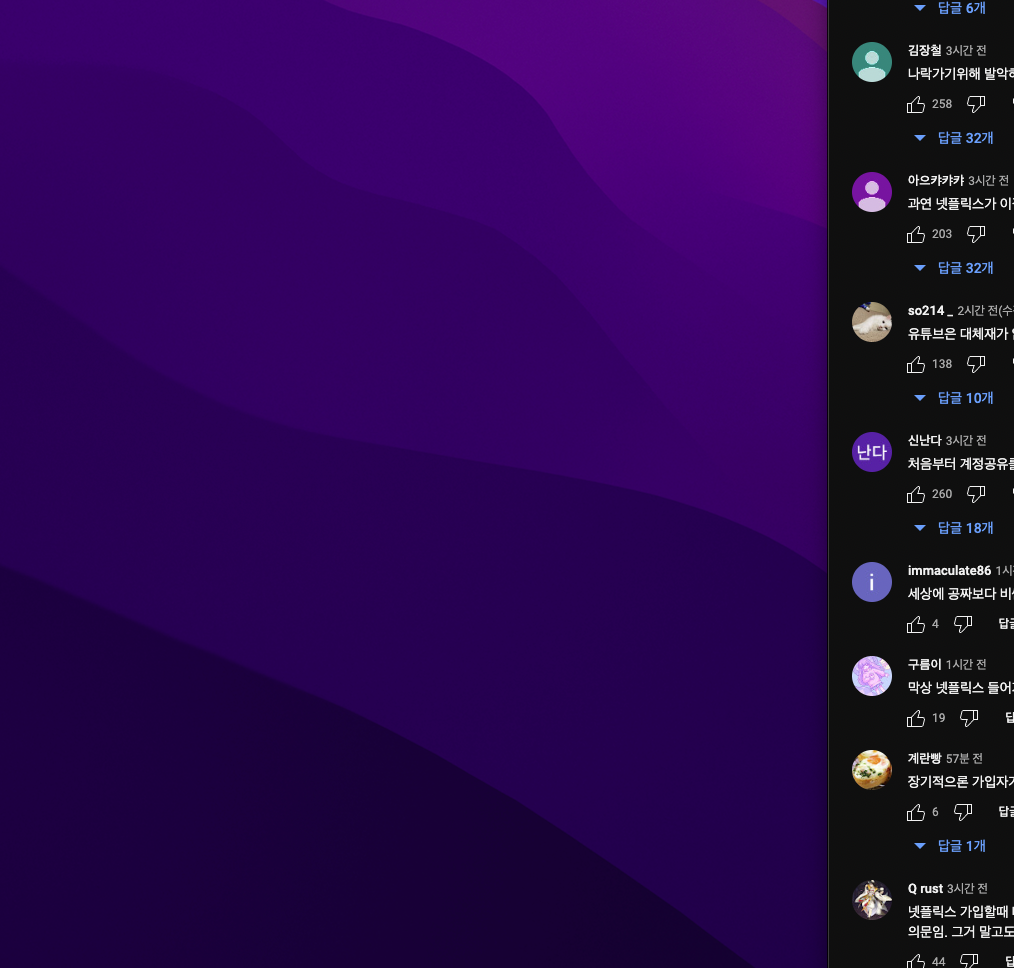 답글 6개
김장철 3시간 전
나락가기위해 발악하
258
답글 32개
아으캬캬캬 3시간 전
과연 넷플릭스가 이
203
답글 32개
so214 _ 2시간 전(수
유튜브은 대체재가
138
답글 10개
난다
신난다 3시간 전
처음부터 계정공유를
260
답글 18개
i
immaculate86 1시
세상에 공짜보다 비
4
답글
구름이 1시간 전
막상 넷플릭스 들어
19
답
계란빵 57분 전
장기적으론 가입자가
6
답글
답글 1개
Q rust 3시간 전
넷플릭스 가입할때
의문임. 그거 말고도
44
답